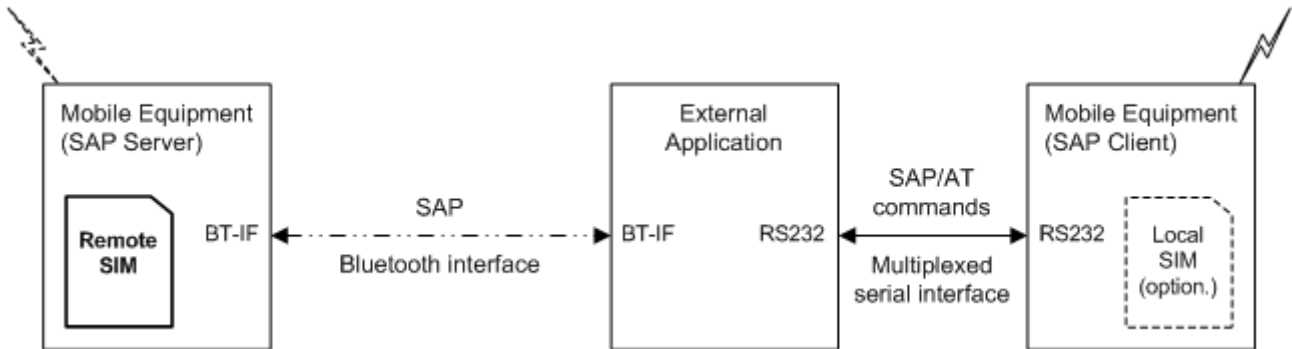 Mobile Equipment
(SAP Server)
Remote
SIM
BT-IF
SAP
Bluetooth interface
External
Application
BT-IF
RS232
SAP/AT
commands
Multiplexed
serial interface
Mobile Equipment
(SAP Client)
RS232
Local
SIM
(option.)